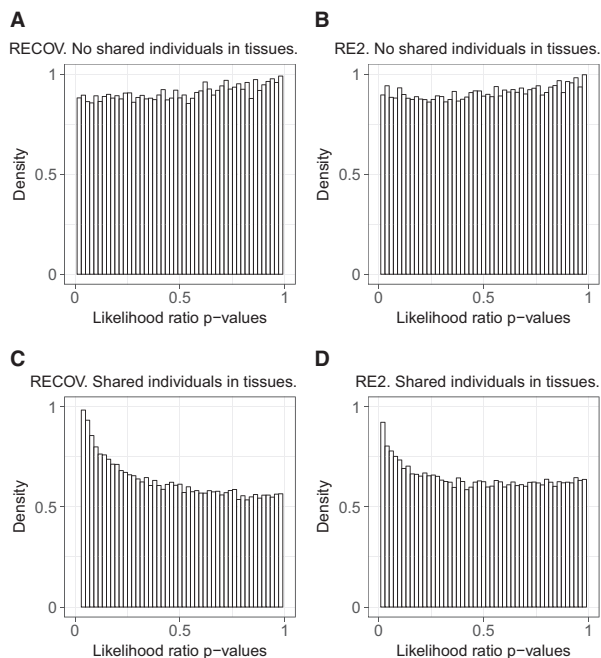 A
RECOV. No shared individuals in tissues.
1
0.5
0
Density
0
0.5
1
Likelihood ratio p−values
B
RE2. No shared individuals in tissues.
1
0.5
0
Density
0
0.5
1
Likelihood ratio p−values
C
RECOV. Shared individuals in tissues.
1
0.5
0
Density
0
0.5
1
Likelihood ratio p−values
D
RE2. Shared individuals in tissues.
1
0.5
0
Density
0
0.5
1
Likelihood ratio p−values